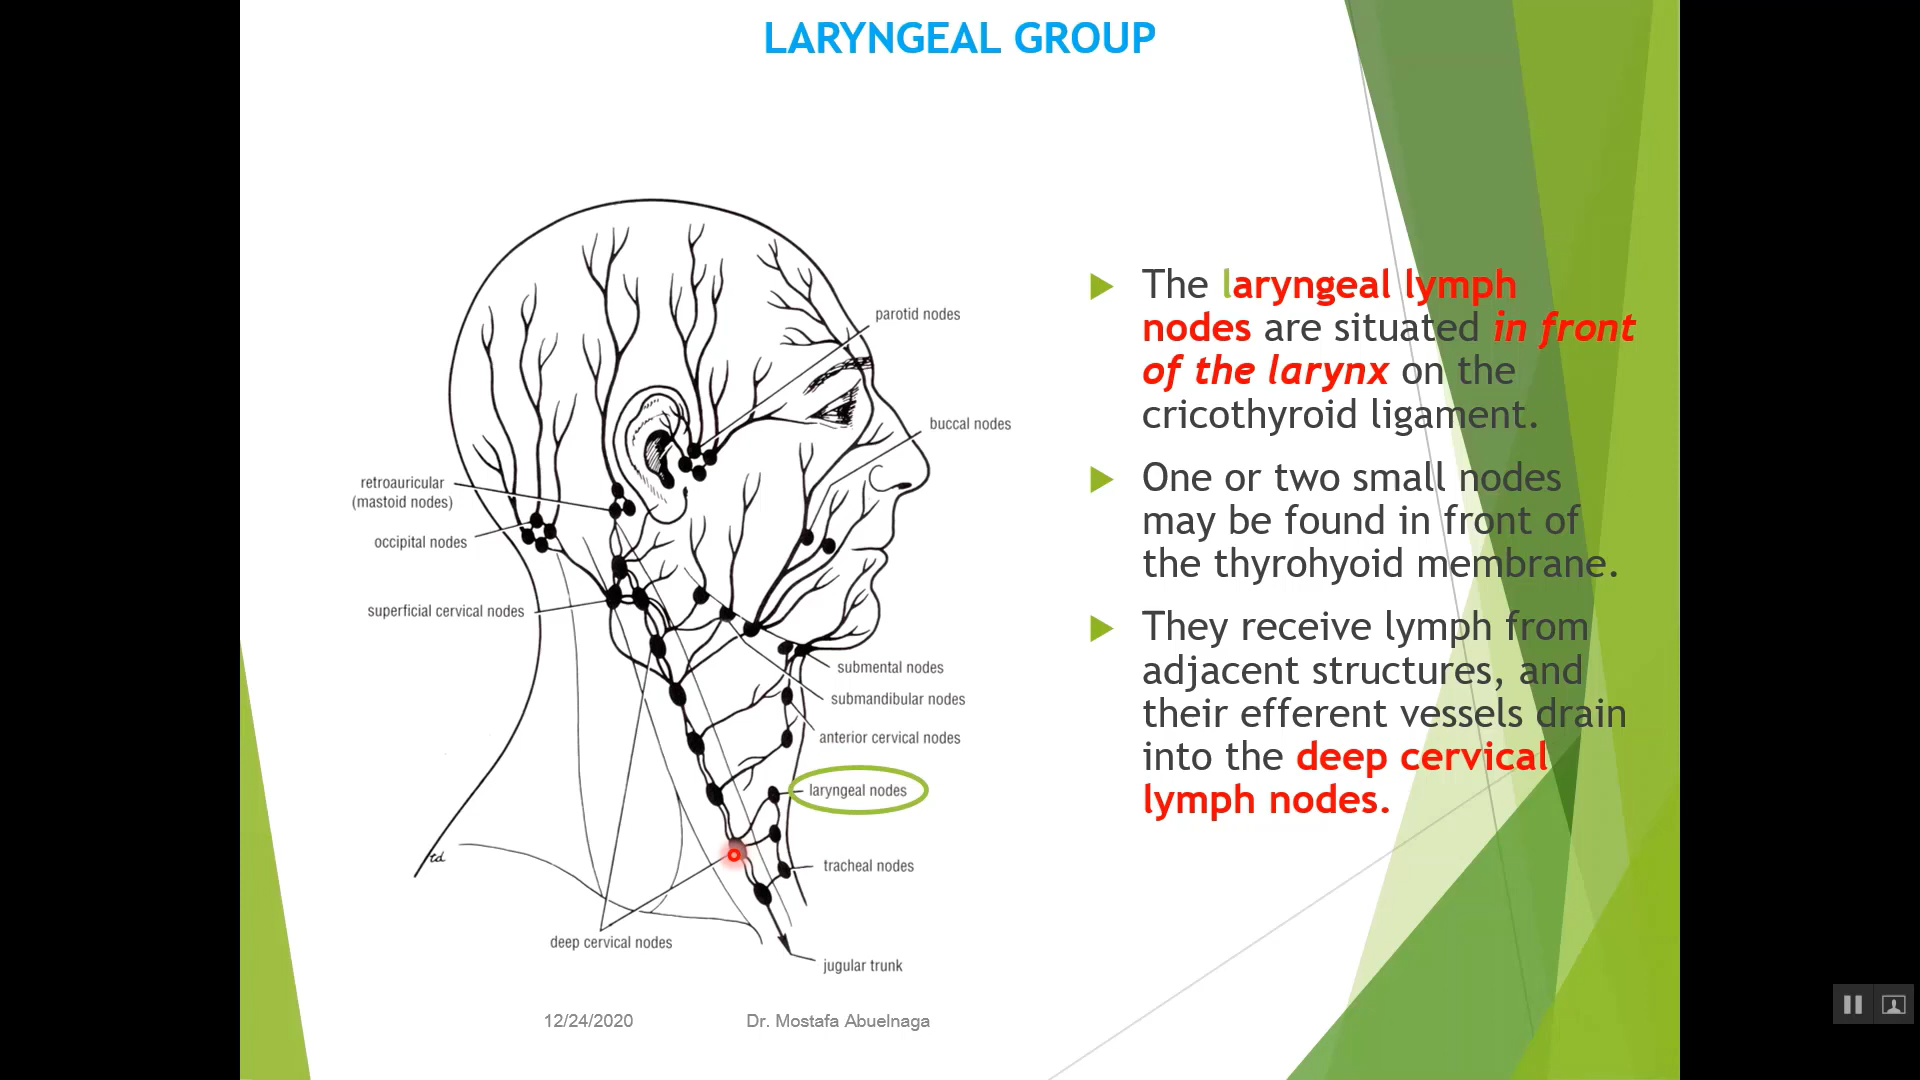 LARYNGEAL GROUP
parotid nodes
buccal nodes
retroauricular
(mastoid nodes)
occipital nodes
superficial cervical nodes
submental nodes
submandibular nodes
anterior cervical nodes
laryngeal nodes
tracheal nodes
deep cervical nodes
jugular trunk
td
The laryngeal lymph
nodes are situated in front
of the larynx on the
cricothyroid ligament.
One or two small nodes
may be found in front of
the thyrohyoid membrane.
They receive lymph from
adjacent structures, and
their efferent vessels drain
into the deep cervical
lymph nodes.
12/24/2020
Dr. Mostafa Abuelnaga